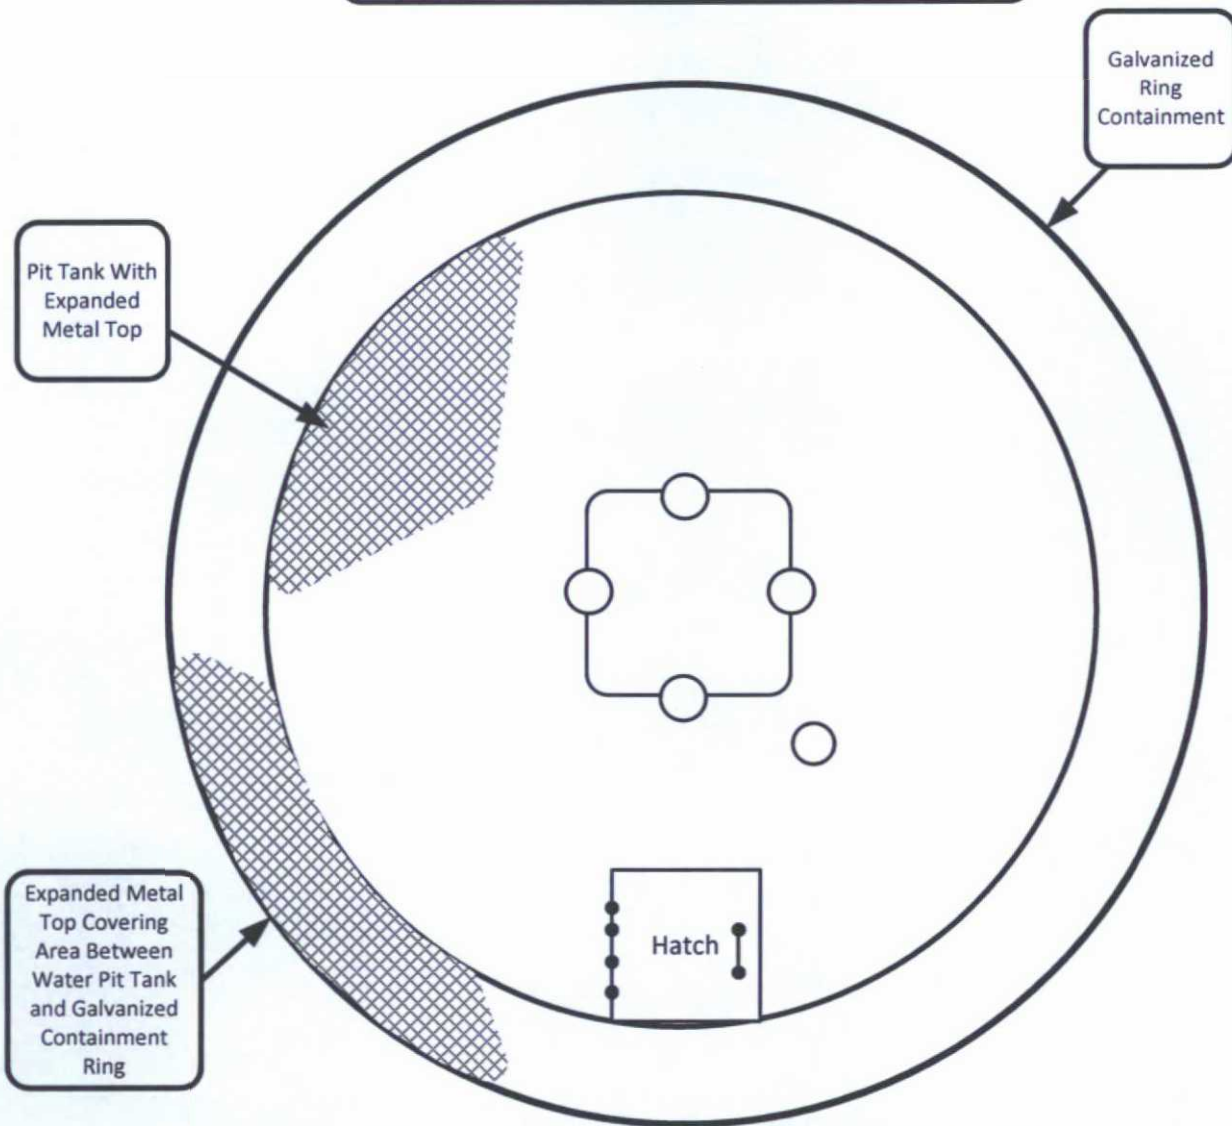 Galvanized
Ring
Containment
Pit Tank With
Expanded
Metal Top
Hatch
Expanded Metal
Top Covering
Area Between
Water Pit Tank
and Galvanized
Containment
Ring